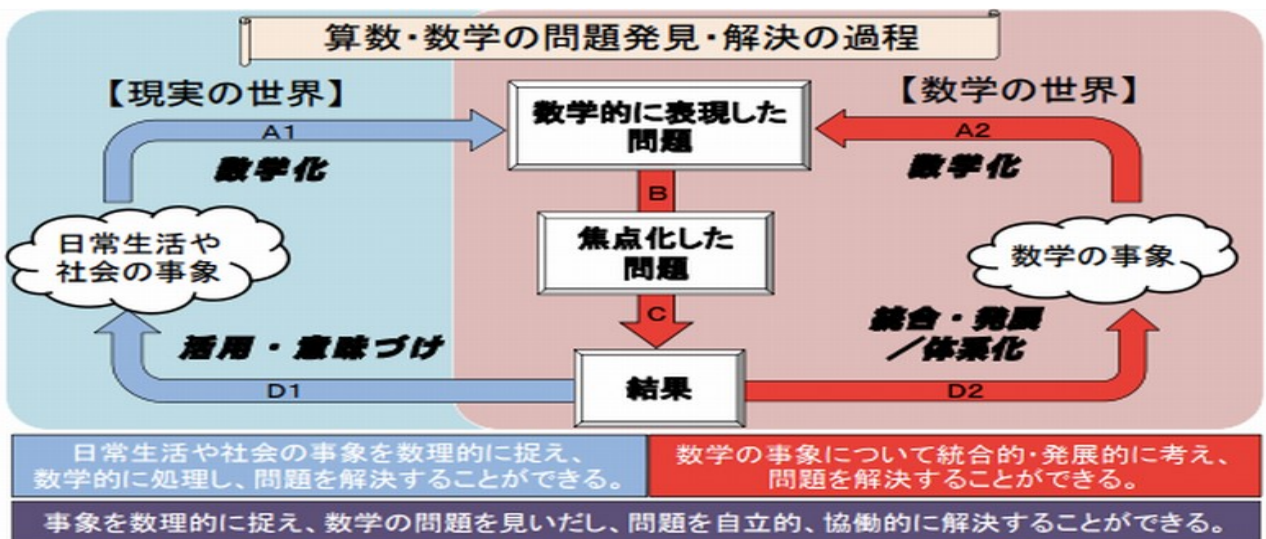 算数・数学の問題発見・解決の過程
【現実の世界】
【数学の世界】
A1
数学化
数学的に表現した
問題
A2
数学化
B
日常生活や
社会の事象
焦点化した
問題
数学の事象
C
活用・意味づけ
D1
結果
統合・発展
／体系化
D2
日常生活や社会の事象を数理的に捉え、
数学的に処理し、問題を解決することができる。
数学の事象について統合的・発展的に考え、
問題を解決することができる。
事象を数理的に捉え、数学の問題を見いだし、問題を自立的、協働的に解決することができる。